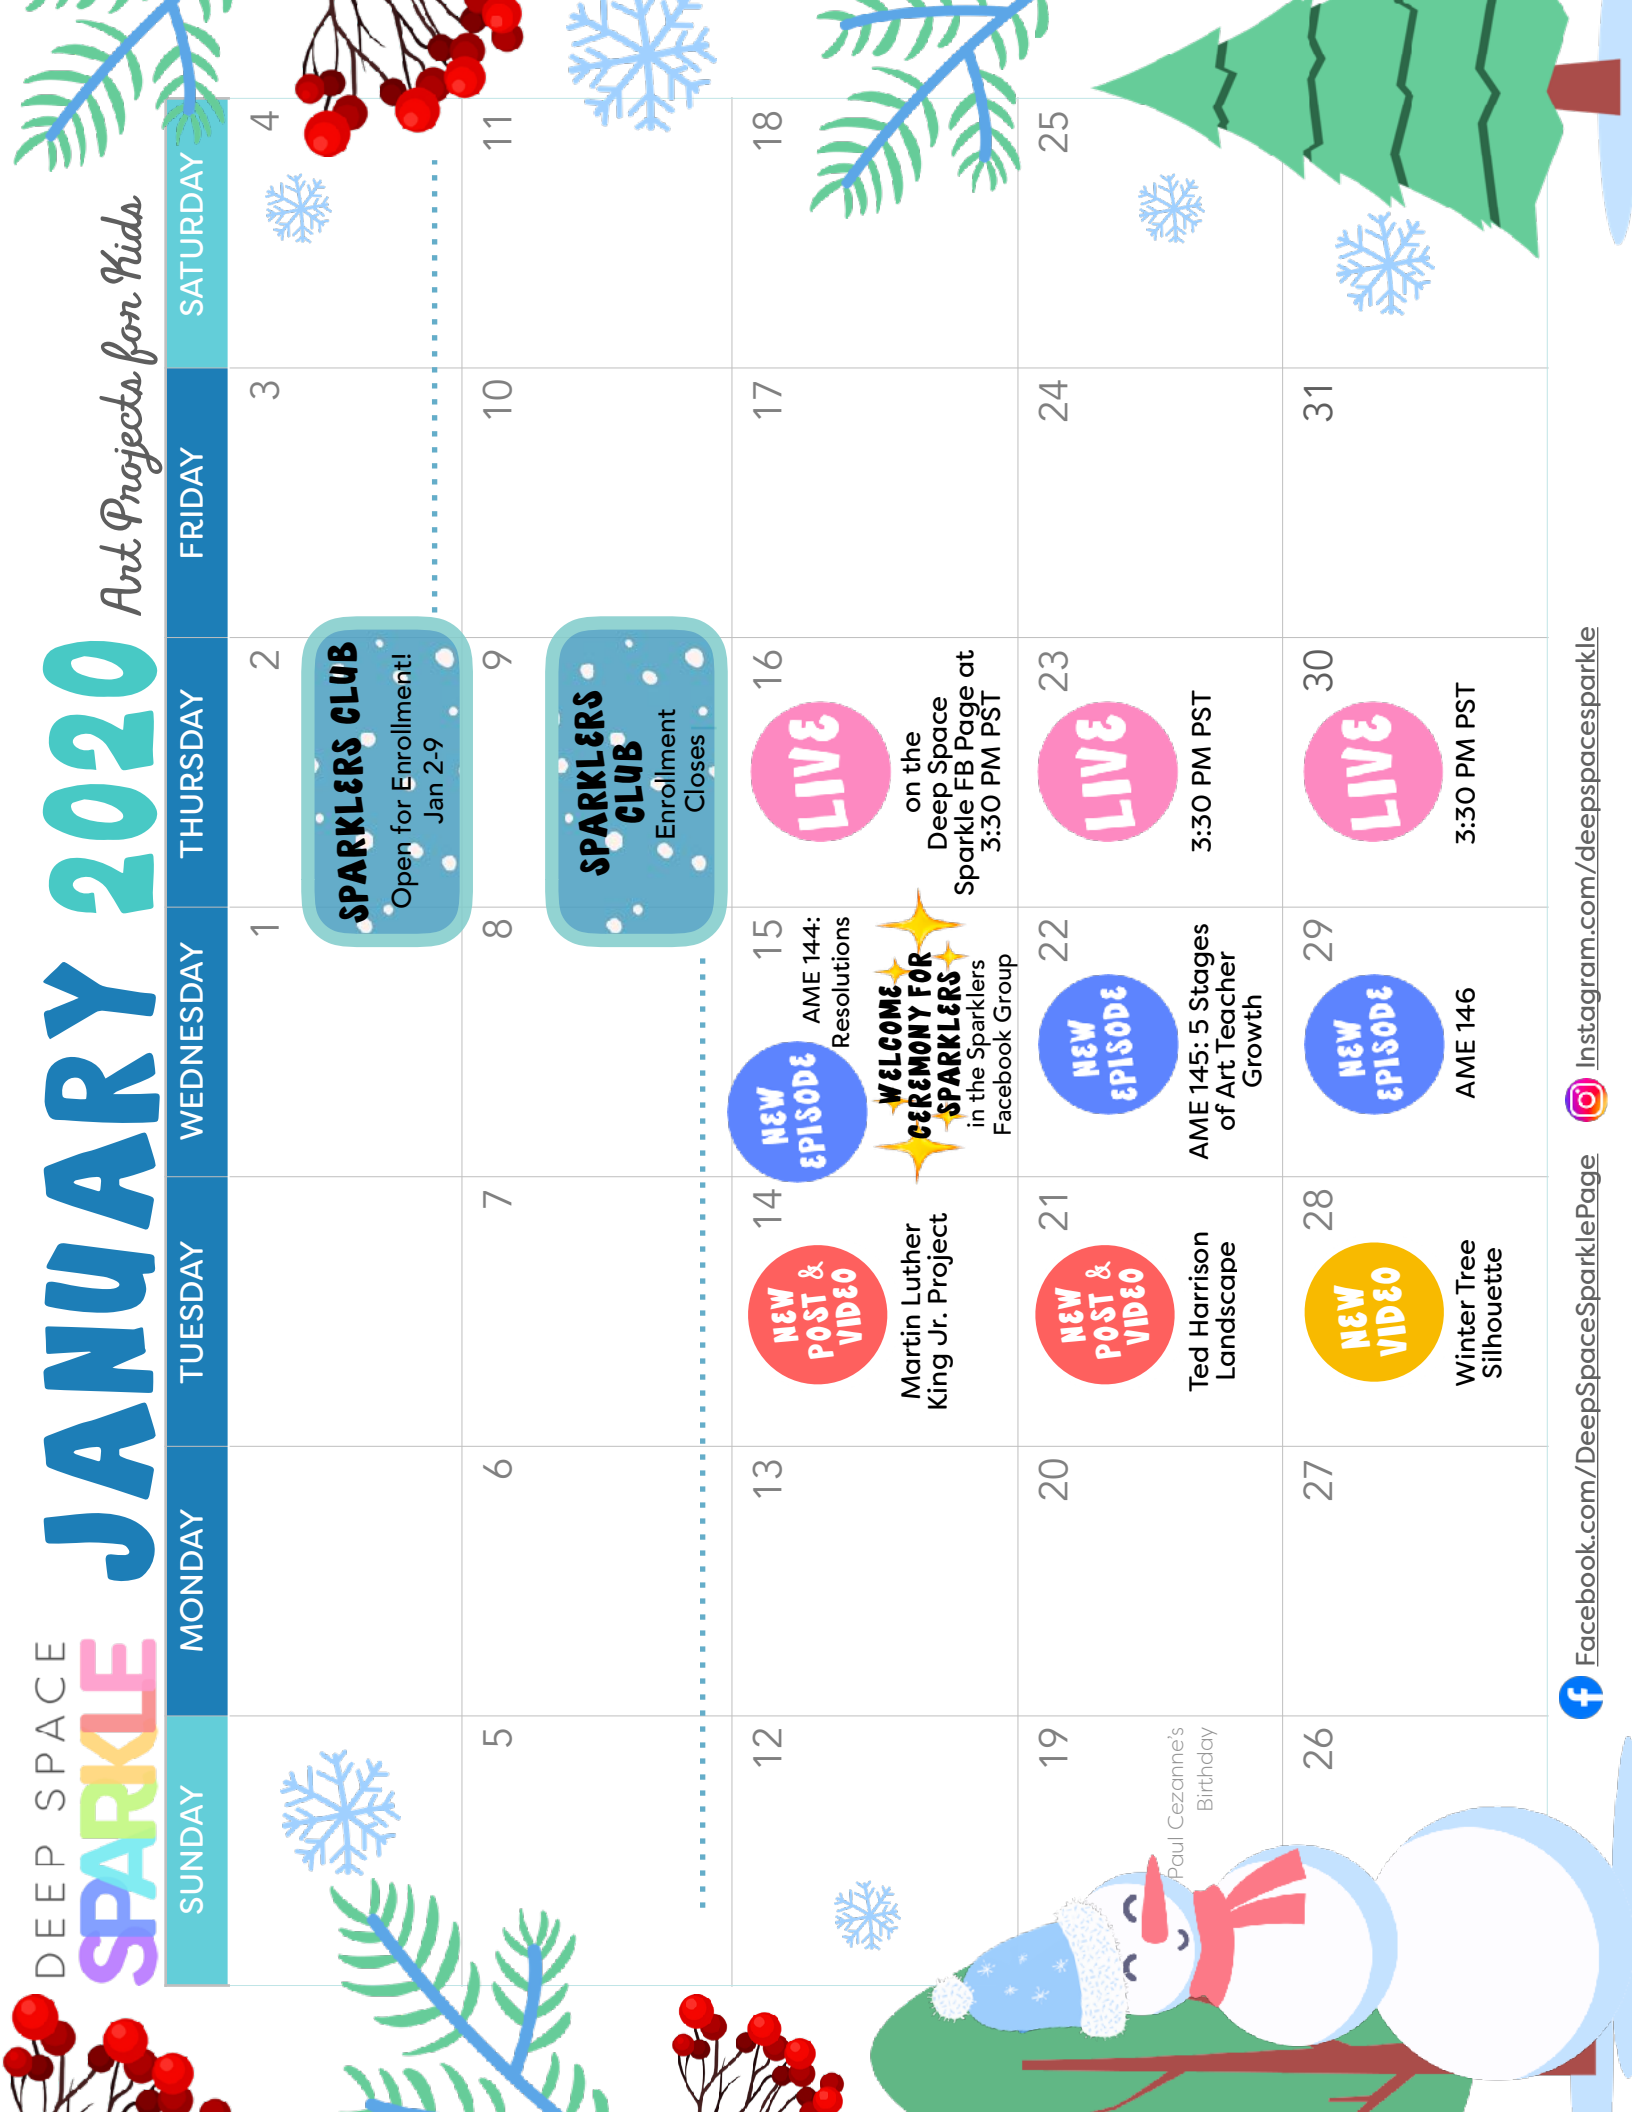 DEEP SPACE
SPARKLE
JANUARY 2020
Art Projects for Kids
SUNDAY
MONDAY
TUESDAY
WEDNESDAY
THURSDAY
FRIDAY
SATURDAY
1
2
SPARKLERS CLUB
Open for Enrollment!
Jan 2-9
3
4
5
6
7
8
9
SPARKLERS
CLUB
Enrollment
Closes
10
11
12
13
14
NEW
POST &
VIDEO
Martin Luther
King Jr. Project
15
NEW
EPISODE
AME 144:
Resolutions
WELCOME
CEREMONY FOR
SPARKLERS
in the Sparklers
Facebook Group
16
LIVE
on the
Deep Space
Sparkle FB Page at
3:30 PM PST
17
18
19
Paul Cezanne's
Birthday
20
21
NEW
POST &
VIDEO
Ted Harrison
Landscape
22
NEW
EPISODE
AME 145: 5 Stages
of Art Teacher
Growth
23
LIVE
3:30 PM PST
24
25
26
27
28
NEW
VIDEO
Winter Tree
Silhouette
29
NEW
EPISODE
AME 146
30
LIVE
3:30 PM PST
31
Facebook.com/DeepSpaceSparklePage
Instagram.com/deepspacesparkle